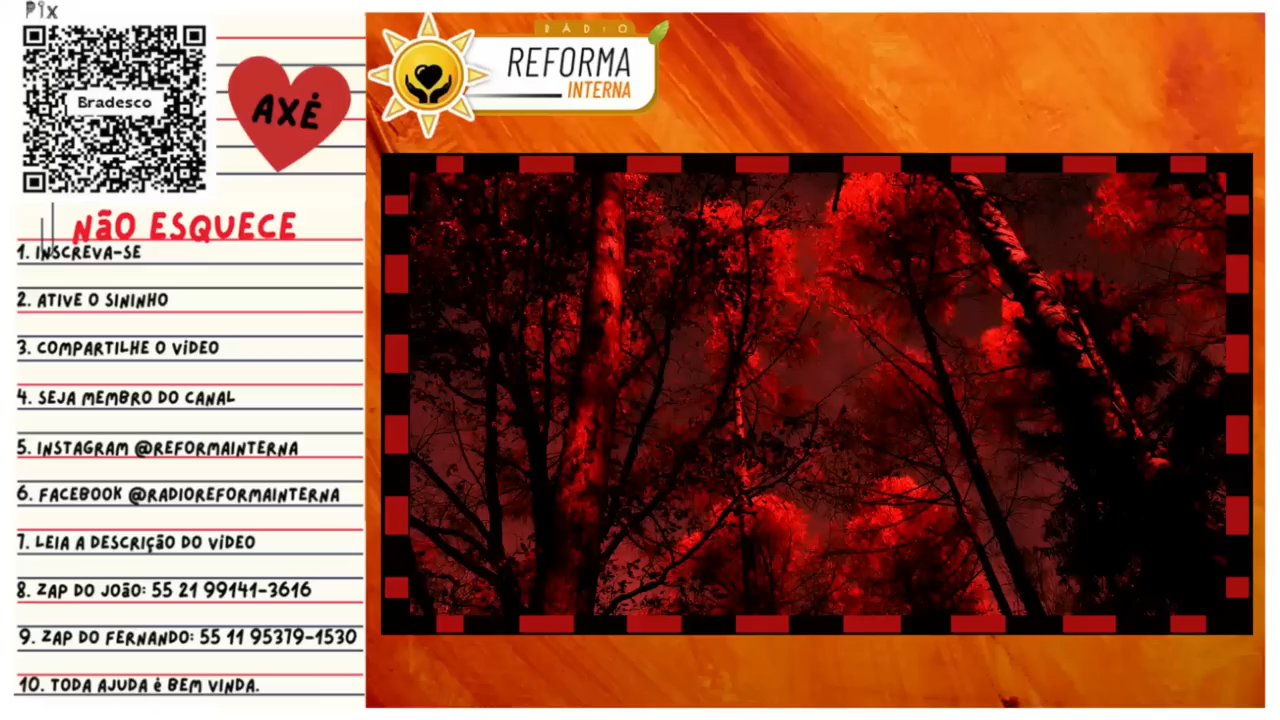 Pix
Bradesco
AXÉ
NÃO ESQUECE
1. INSCREVA-SE
2. ATIVE O SININHO
3. COMPARTILHE O VÍDEO
4. SEJA MEMBRO DO CANAL
5. INSTAGRAM @REFORMAINTERNA
6. FACEBOOK @RADIOREFORMAINTERNA
7. LEIA A DESCRIÇÃO DO VÍDEO
8. ZAP DO JOÃO: 55 21 99141-3616
9. ZAP DO FERNANDO: 55 11 95379-1530
10. TODA AJUDA É BEM VINDA.
RÁDIO
REFORMA
INTERNA